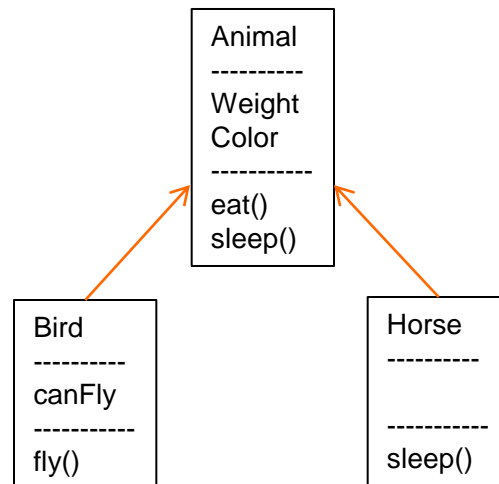 Animal
----------
Weight
Color
-----------
eat()
sleep()
Bird
----------
canFly
-----------
fly()
Horse
----------
-----------
sleep()